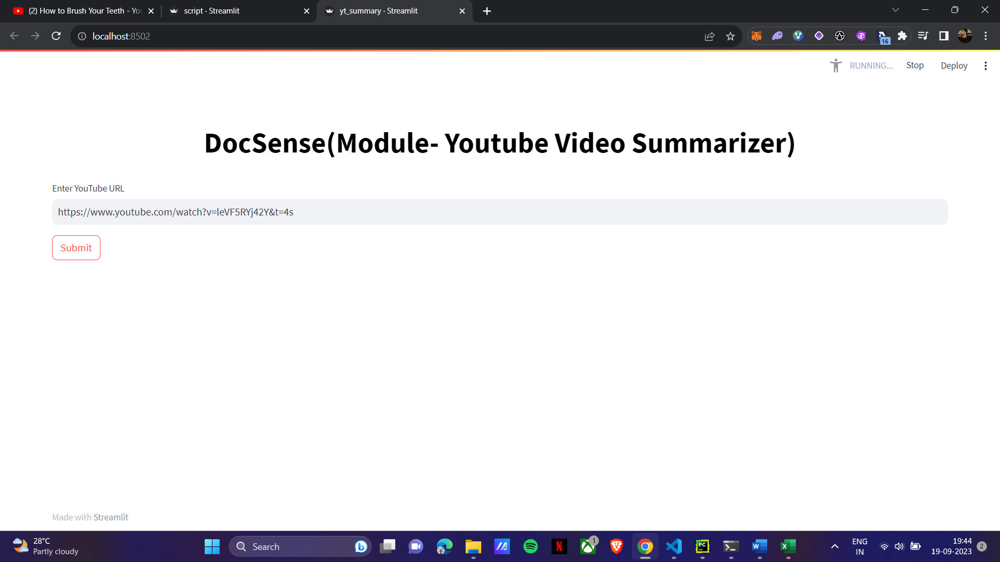 (2) How to Brush Your Teeth - You
script · Streamlit
yt_summary · Streamlit
localhost:8502
16
RUNNING...
Stop
Deploy
DocSense(Module- Youtube Video Summarizer)
Enter YouTube URL
https://www.youtube.com/watch?v=leVF5RYj42Y&t=4s
Submit
Made with Streamlit
28°C
Partly cloudy
Search
1
PC
W
X
ENG
IN
19:44
19-09-2023
2